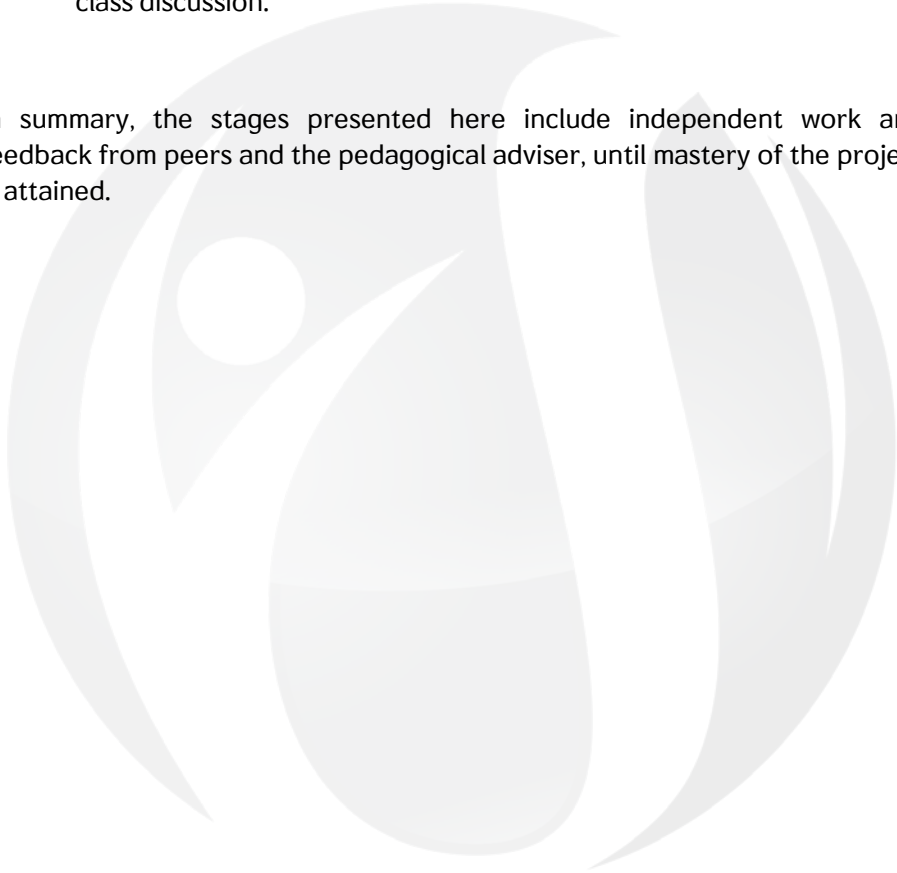 class discussion.
summary, the stages presented here include independent work
eedback from peers and the pedagogical adviser, until mastery of the proje
attained.